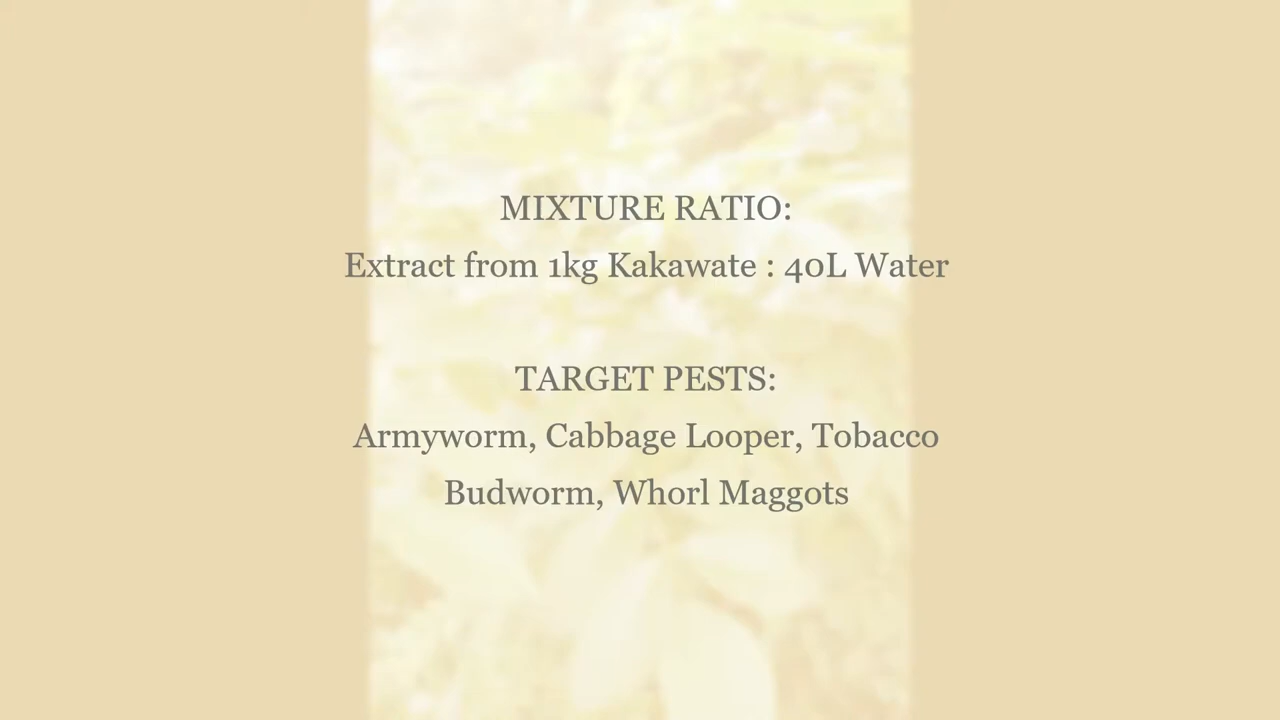 MIXTURE RATIO:
Extract from 1kg Kakawate : 40L Water
TARGET PESTS:
Armyworm, Cabbage Looper, Tobacco
Budworm, Whorl Maggots